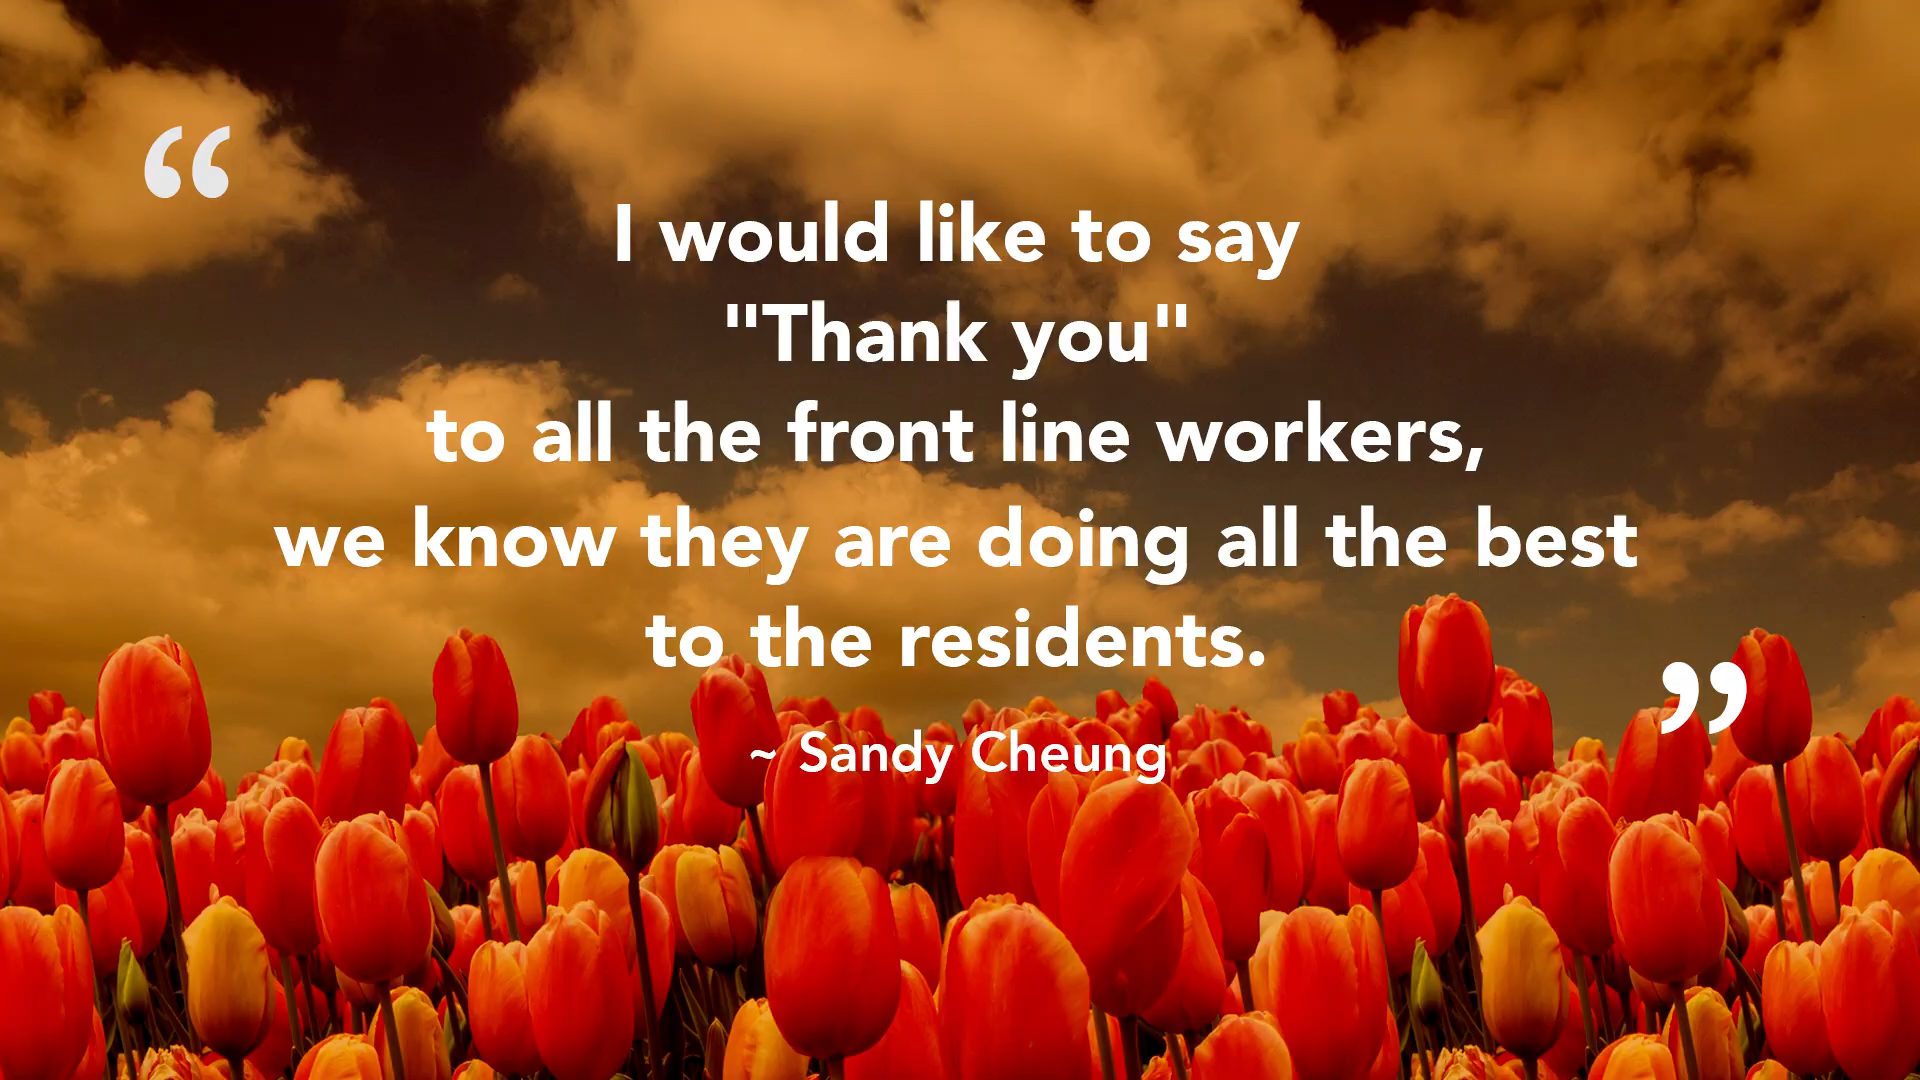 “
I would like to say
"Thank you"
to all the front line workers,
we know they are doing all the best
to the residents.
”
~ Sandy Cheung